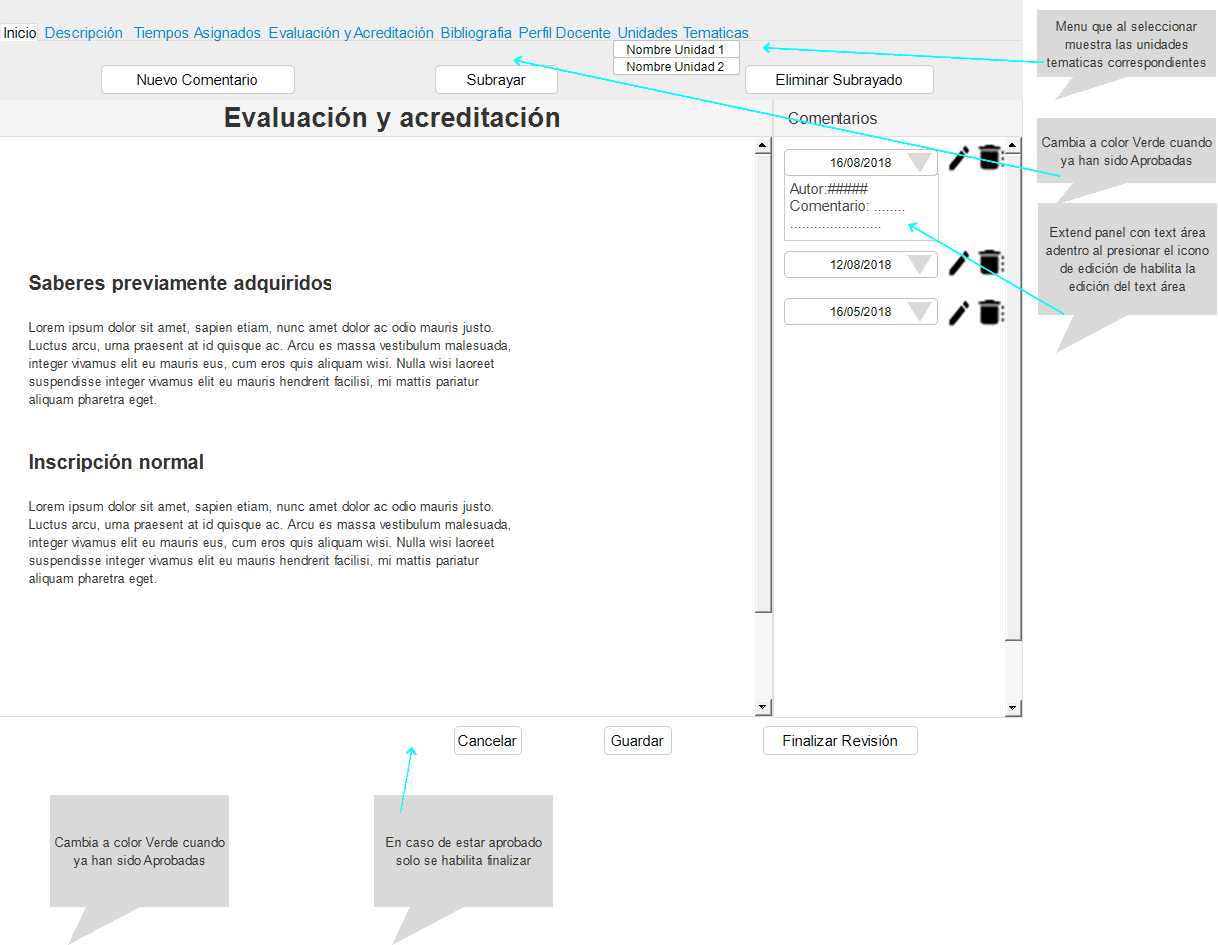 Inicio Descripción Tiempos Asignados Evaluación y Acreditación Bibliografia Perfil Docente Unidades Tematicas
Nombre Unidad 1
Nombre Unidad 2
Nuevo Comentario Subrayar Eliminar Subrayado
Evaluación y acreditación
Saberes previamente adquiridos
Lorem ipsum dolor sit amet, sapien etiam, nunc amet dolor ac odio mauris justo.
Luctus arcu, urna praesent at id quisque ac. Arcu es massa vestibulum malesuada,
integer vivamus elit eu mauris eus, cum eros quis aliquam wisi. Nulla wisi laoreet
suspendisse integer vivamus elit eu mauris hendrerit facilisi, mi mattis pariatur
aliquam pharetra eget.
Inscripción normal
Lorem ipsum dolor sit amet, sapien etiam, nunc amet dolor ac odio mauris justo.
Luctus arcu, urna praesent at id quisque ac. Arcu es massa vestibulum malesuada,
integer vivamus elit eu mauris eus, cum eros quis aliquam wisi. Nulla wisi laoreet
suspendisse integer vivamus elit eu mauris hendrerit facilisi, mi mattis pariatur
aliquam pharetra eget.
Comentarios
16/08/2018
Autor:#####
Comentario: ........
.......................
12/08/2018
16/05/2018
Cancelar Guardar Finalizar Revisión
Menu que al seleccionar
muestra las unidades
tematicas correspondientes
Cambia a color Verde cuando
ya han sido Aprobadas
Extend panel con text área
adentro al presionar el icono
de edición de habilita la
edición del text área
Cambia a color Verde cuando
ya han sido Aprobadas
En caso de estar aprobado
solo se habilita finalizar